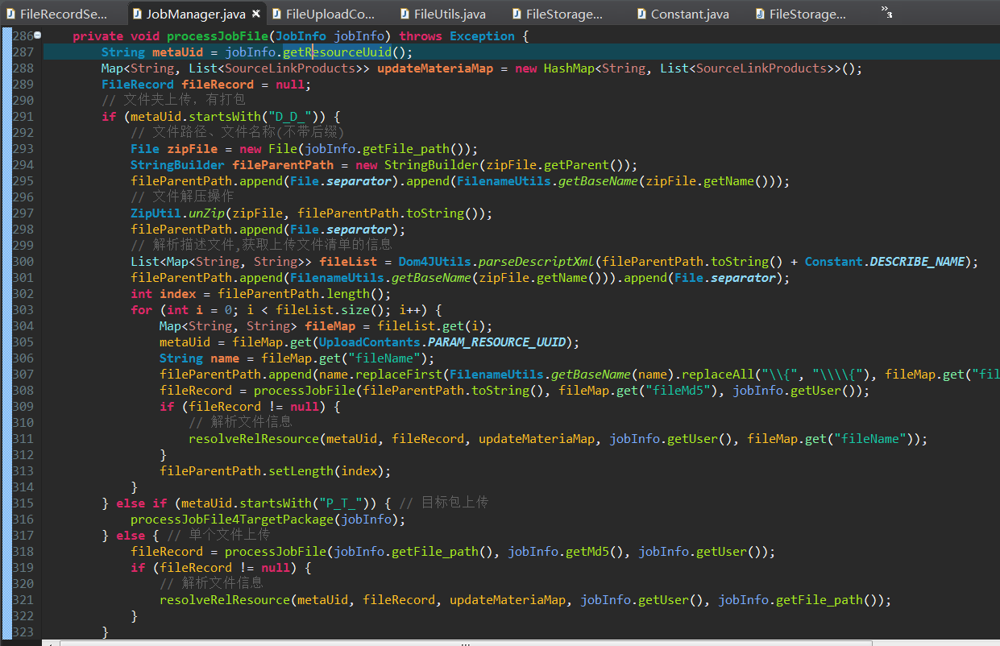 FileRecordSe... JobManager.java FileUploadCo... FileUtils.java FileStorage... Constant.java FileStorage... »3
286 private void processJobFile(JobInfo jobInfo) throws Exception {
287 String metaUid = jobInfo.getResourceUuid();
288 Map<String, List<SourceLinkProducts>> updateMateriaMap = new HashMap<String, List<SourceLinkProducts>>();
289 FileRecord fileRecord = null;
290 // 文件夹上传，有打包
291 if (metaUid.startsWith("D_D_")) {
292 // 文件路径、文件名称(不带后缀)
293 File zipFile = new File(jobInfo.getFile_path());
294 StringBuilder fileParentPath = new StringBuilder(zipFile.getParent());
295 fileParentPath.append(File.separator).append(FilenameUtils.getBaseName(zipFile.getName()));
296 // 文件解压操作
297 ZipUtil.unZip(zipFile, fileParentPath.toString());
298 fileParentPath.append(File.separator);
299 // 解析描述文件,获取上传文件清单的信息
300 List<Map<String, String>> fileList = Dom4JUtils.parseDescriptXml(fileParentPath.toString() + Constant.DESCRIBE_NAME);
301 fileParentPath.append(FilenameUtils.getBaseName(zipFile.getName())).append(File.separator);
302 int index = fileParentPath.length();
303 for (int i = 0; i < fileList.size(); i++) {
304 Map<String, String> fileMap = fileList.get(i);
305 metaUid = fileMap.get(UploadContants.PARAM_RESOURCE_UUID);
306 String name = fileMap.get("fileName");
307 fileParentPath.append(name.replaceFirst(FilenameUtils.getBaseName(name).replaceAll("\\{", "\\\\{"), fileMap.get("fil
308 fileRecord = processJobFile(fileParentPath.toString(), fileMap.get("fileMd5"), jobInfo.getUser());
309 if (fileRecord != null) {
310 // 解析文件信息
311 resolveRelResource(metaUid, fileRecord, updateMateriaMap, jobInfo.getUser(), fileMap.get("fileName"));
312 }
313 fileParentPath.setLength(index);
314 }
315 } else if (metaUid.startsWith("P_T_")) { // 目标包上传
316 processJobFile4TargetPackage(jobInfo);
317 } else { // 单个文件上传
318 fileRecord = processJobFile(jobInfo.getFile_path(), jobInfo.getMd5(), jobInfo.getUser());
319 if (fileRecord != null) {
320 // 解析文件信息
321 resolveRelResource(metaUid, fileRecord, updateMateriaMap, jobInfo.getUser(), jobInfo.getFile_path());
322 }
323 }